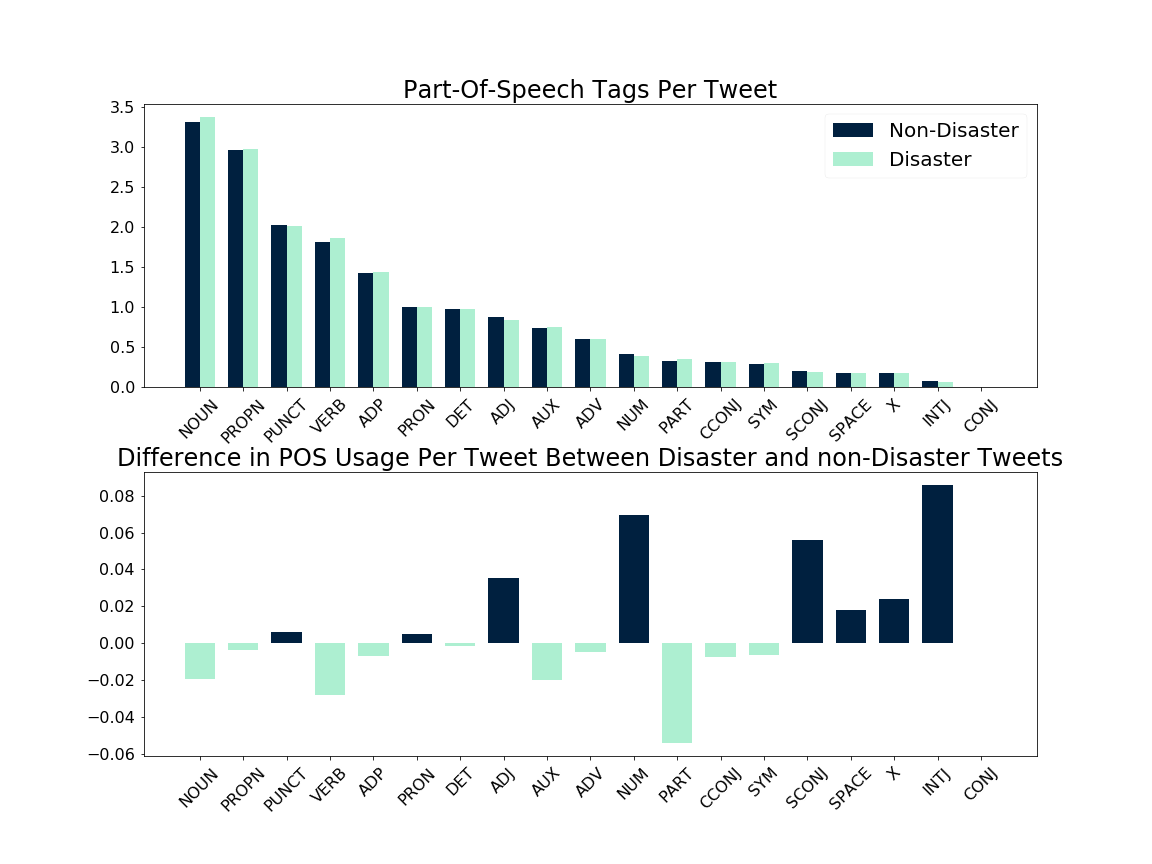 Part-Of-Speech Tags Per Tweet
3.5
3.0
2.5
2.0
1.5
1.0
0.5
0.0
Non-Disaster
Disaster
NOUN PROPN PUNCT VERB ADP PRON DET ADJ AUX ADV NUM PART CCONJ SYM SCONJ SPACE X INTJ CONJ
Difference in POS Usage Per Tweet Between Disaster and non-Disaster Tweets
0.08
0.06
0.04
0.02
0.00
−0.02
−0.04
−0.06
NOUN PROPN PUNCT VERB ADP PRON DET ADJ AUX ADV NUM PART CCONJ SYM SCONJ SPACE X INTJ CONJ